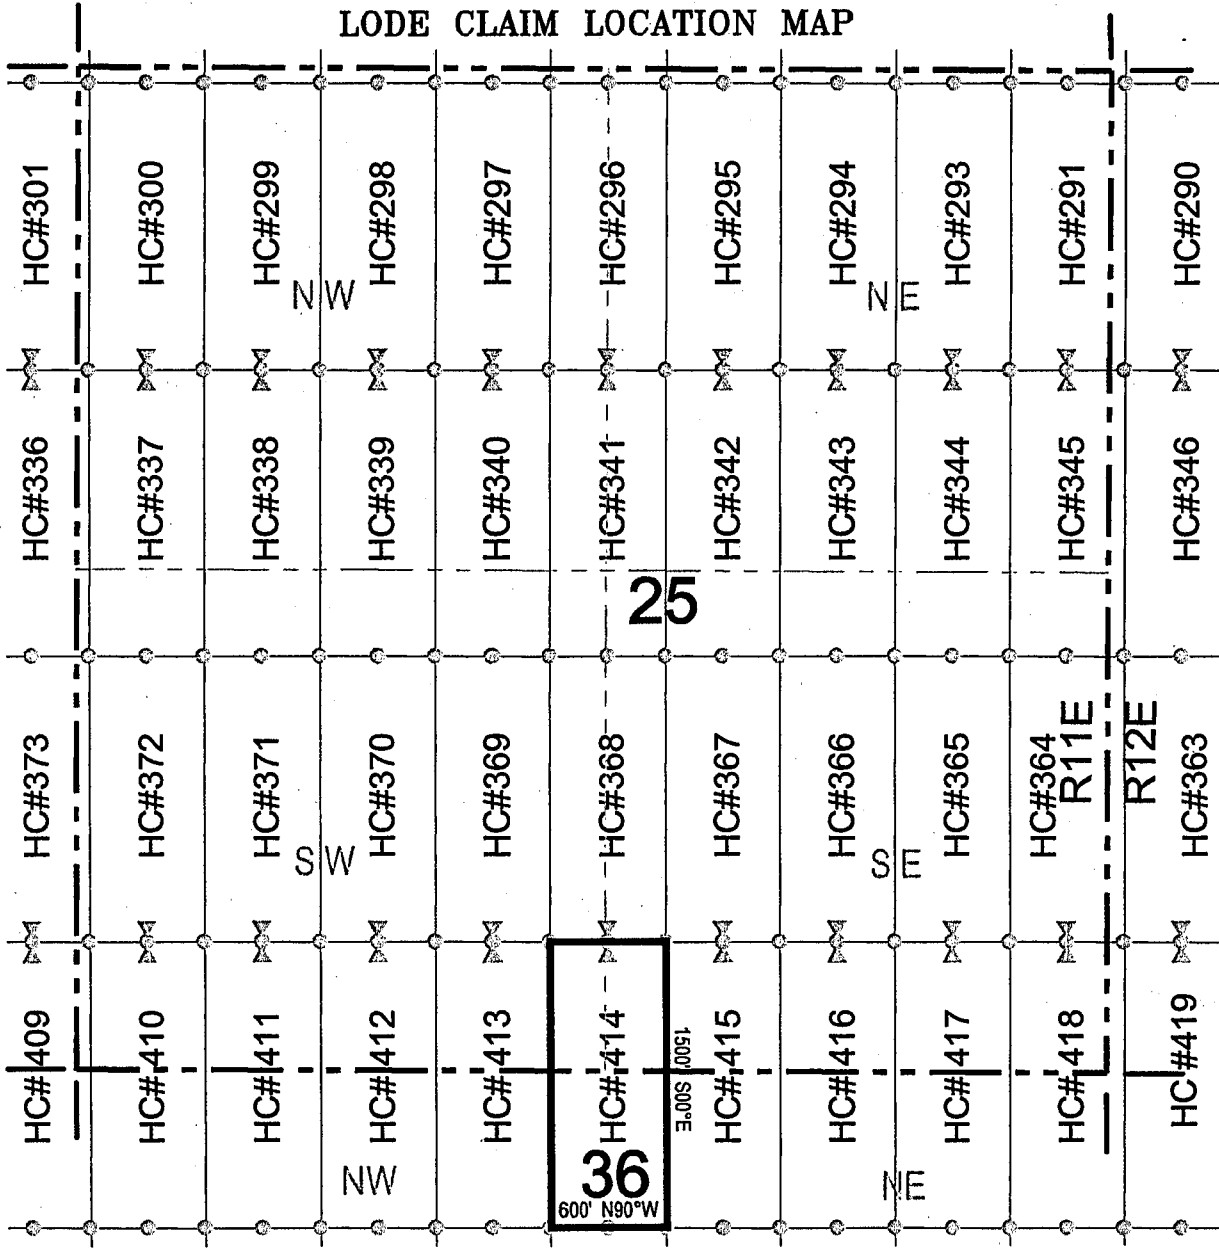 LODE CLAIM LOCATION MAP
HC#301 HC#300 HC#299 HC#298 HC#297 HC#296 HC#295 HC#294 HC#293 HC#291 HC#290
NW NE
HC#336 HC#337 HC#338 HC#339 HC#340 HC#341 HC#342 HC#343 HC#344 HC#345 HC#346
25
HC#373 HC#372 HC#371 HC#370 HC#369 HC#368 HC#367 HC#366 HC#365 HC#364 R11E R12E HC#363
SW SE
HC#409 HC#410 HC#411 HC#412 HC#413 HC#414 1500' S00°E HC#415 HC#416 HC#417 HC#418 HC#419
NW 36 NE
600' N90°W